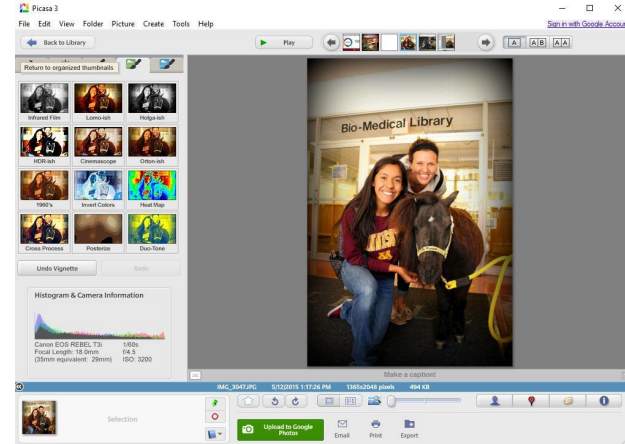 Picasa 3
File Edit View Folder Picture Create Tools Help
Sign in with Google Accou
Back to Library
Play
A AB AA
Return to organized thumbnails
Infrared Film Lomo-ish Holga-ish
HDR-ish Cinemascope Orton-ish
1960's Invert Colors Heat Map
Cross Process Posterize Duo-Tone
Undo Vignette Redo
Histogram & Camera Information
Canon EOS REBEL T3i 1/60s
Focal Length: 18.0mm f/4.5
(35mm equivalent: 29mm) ISO: 3200
Bio-Medical Library
Make a caption!
IMG_3047.JPG 5/12/2015 1:17:26 PM 1365x2048 pixels 494 KB
Selection
Upload to Google
Photos
Email Print Export